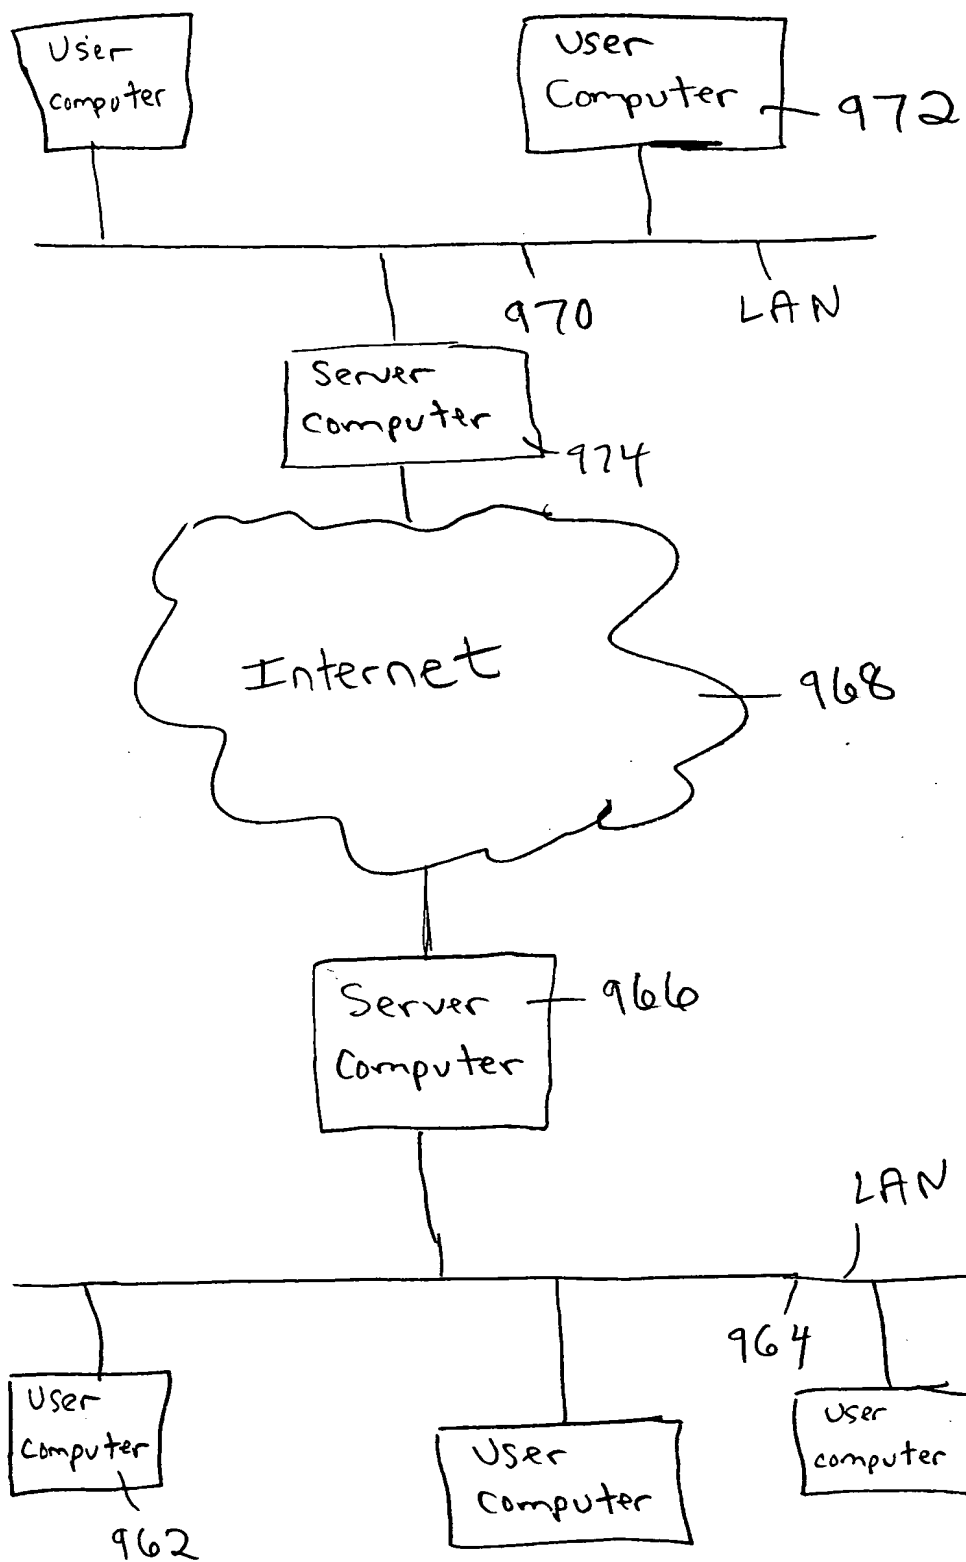 User
computer
User
Computer
972
970
LAN
Server
Computer
974
Internet
968
Server
Computer
966
LAN
964
User
Computer
962
User
Computer
User
computer